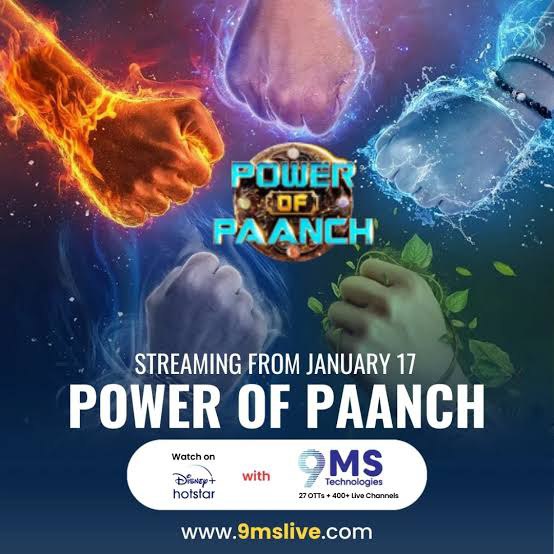 POWER
OF
PAANCH
STREAMING FROM JANUARY 17
POWER OF PAANCH
Watch on
Disney+
hotstar
with
9MS
Technologies
27 OTTs + 400+ Live Channels
www.9mslive.com